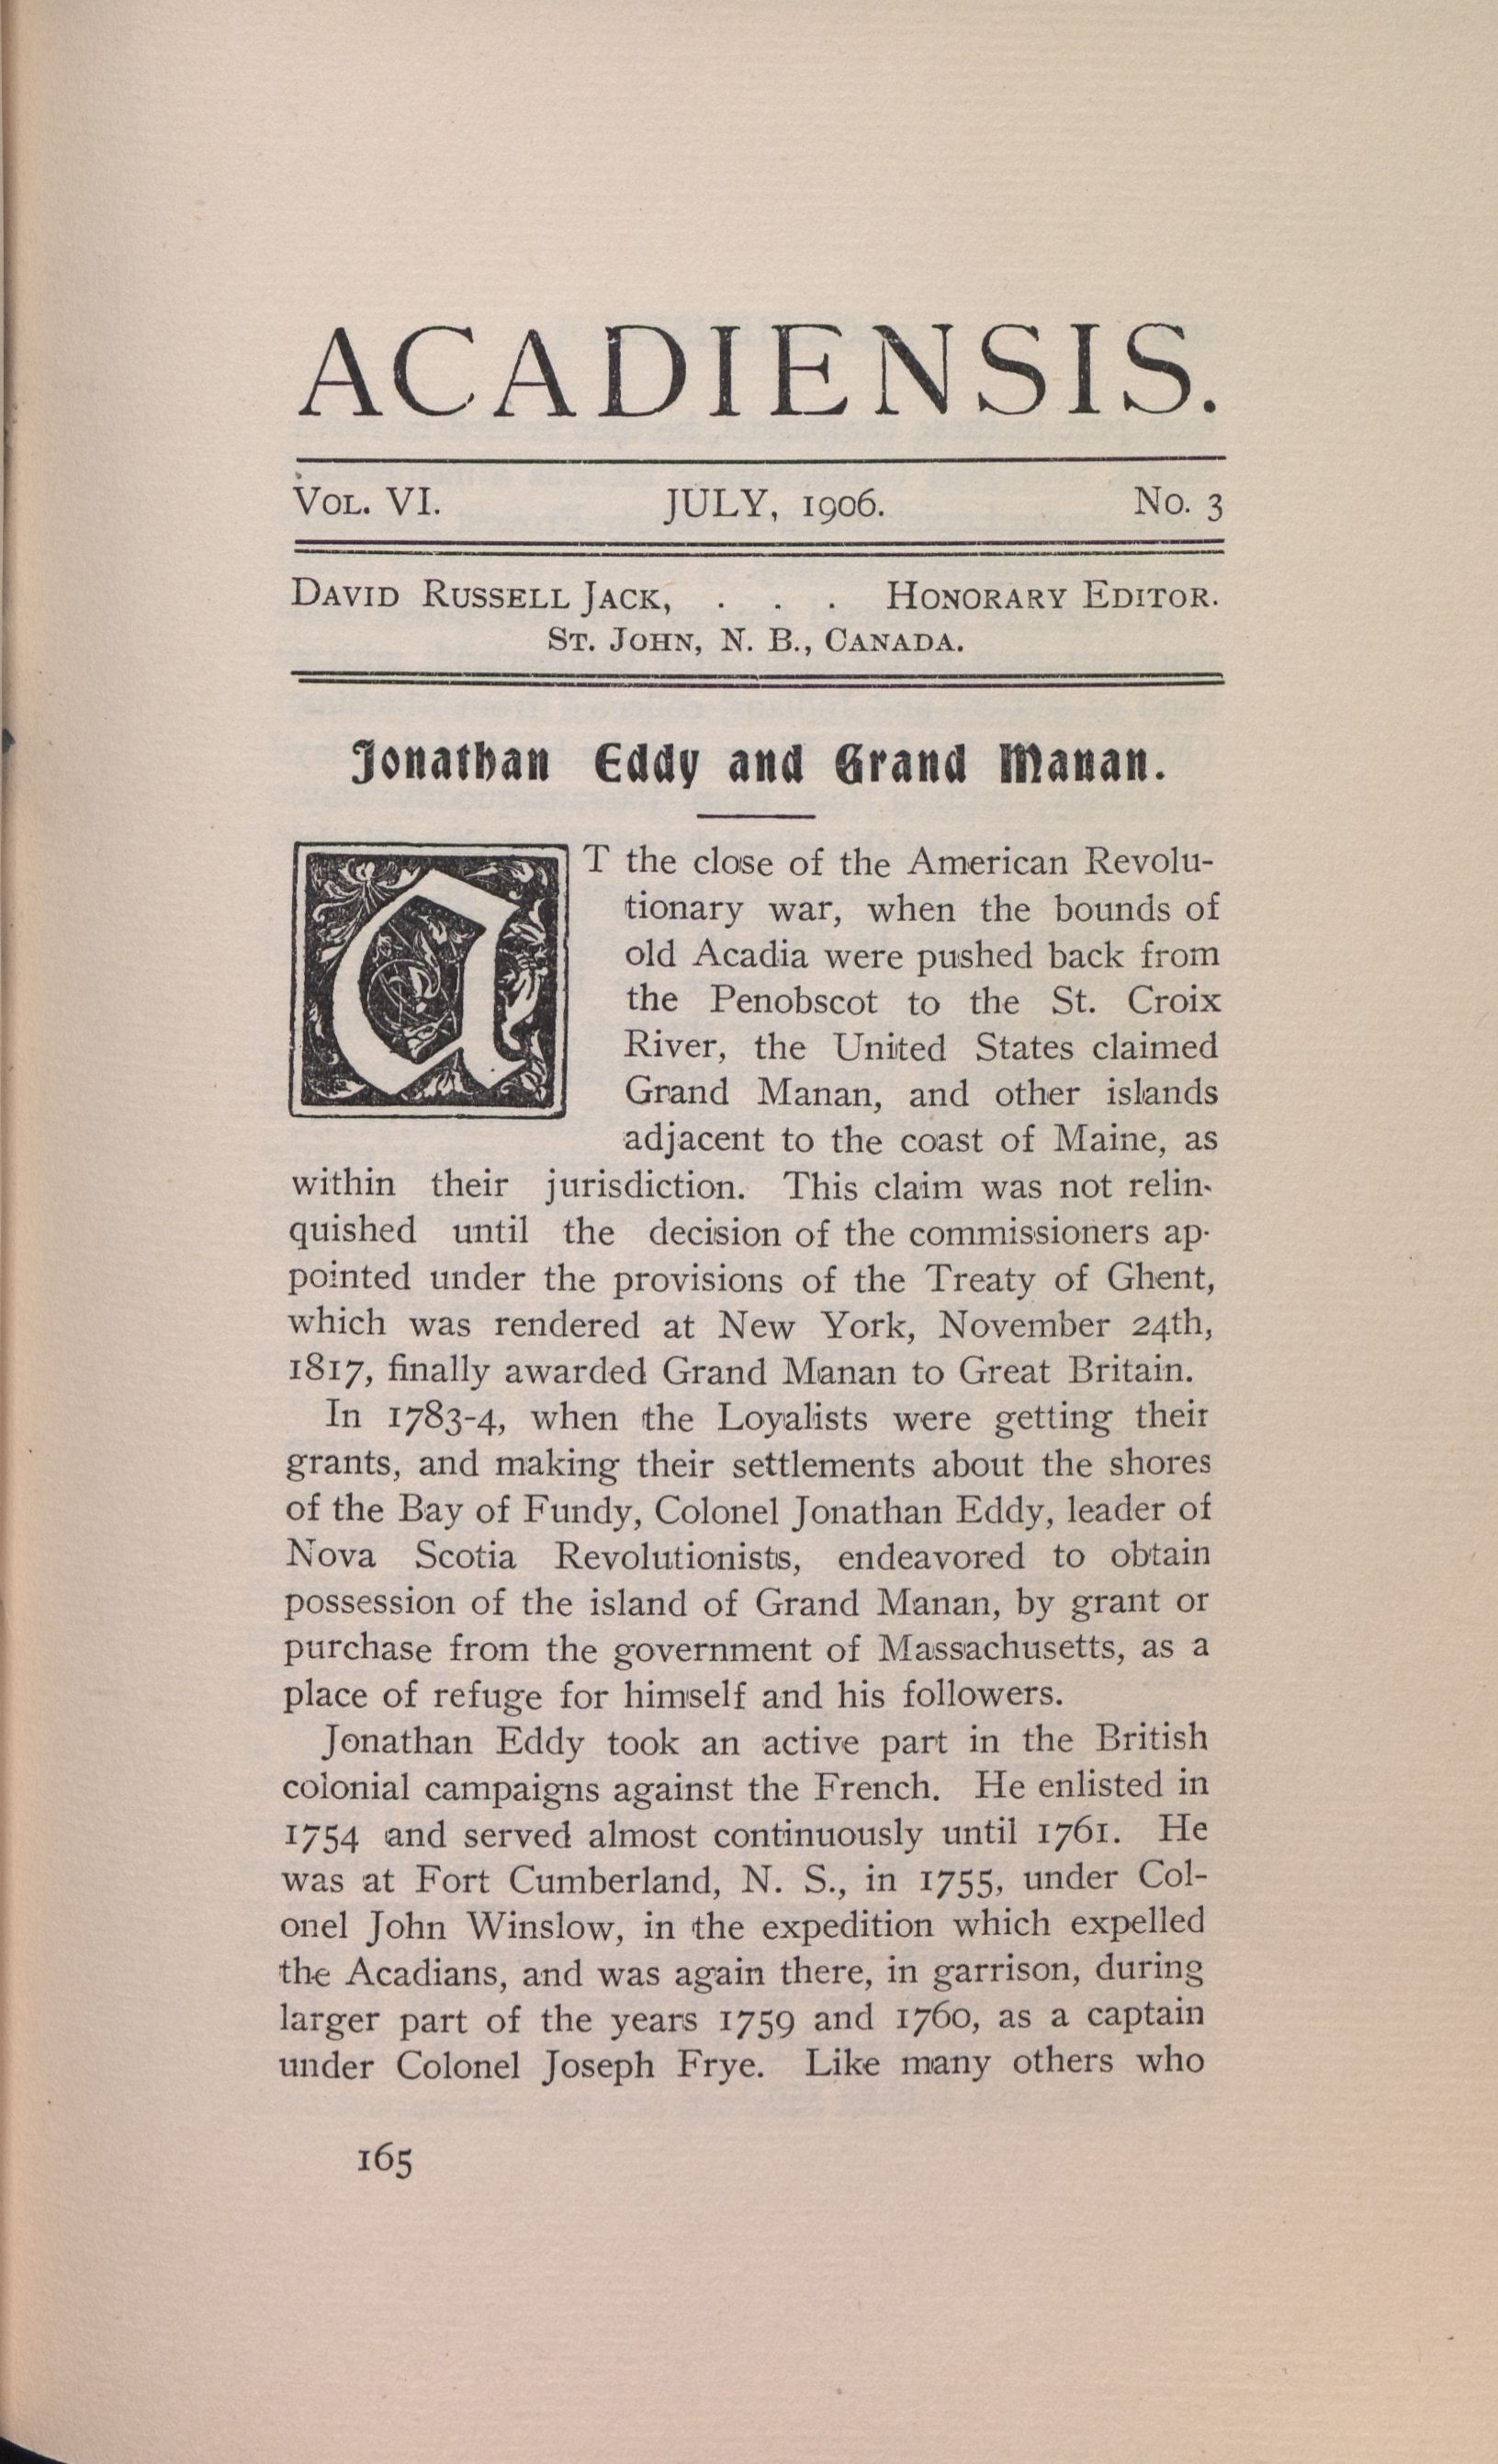 ACADIENSIS.
VOL. VI. JULY, 1906. No. 3
DAVID RUSSELL JACK, . . . HONORARY EDITOR.
ST. JOHN, N. B., CANADA.
Jonathan Eddy and Grand Manan.
AT the close of the American Revolu-
tionary war, when the bounds of
old Acadia were pushed back from
the Penobscot to the St. Croix
River, the United States claimed
Grand Manan, and other islands
adjacent to the coast of Maine, as
within their jurisdiction. This claim was not relin-
quished until the decision of the commissioners ap-
pointed under the provisions of the Treaty of Ghent,
which was rendered at New York, November 24th,
1817, finally awarded Grand Manan to Great Britain.
In 1783-4, when the Loyalists were getting their
grants, and making their settlements about the shores
of the Bay of Fundy, Colonel Jonathan Eddy, leader of
Nova Scotia Revolutionists, endeavored to obtain
possession of the island of Grand Manan, by grant or
purchase from the government of Massachusetts, as a
place of refuge for himself and his followers.
Jonathan Eddy took an active part in the British
colonial campaigns against the French. He enlisted in
1754 and served almost continuously until 1761. He
was at Fort Cumberland, N. S., in 1755, under Col-
onel John Winslow, in the expedition which expelled
the Acadians, and was again there, in garrison, during
larger part of the years 1759 and 1760, as a captain
under Colonel Joseph Frye. Like many others who
165